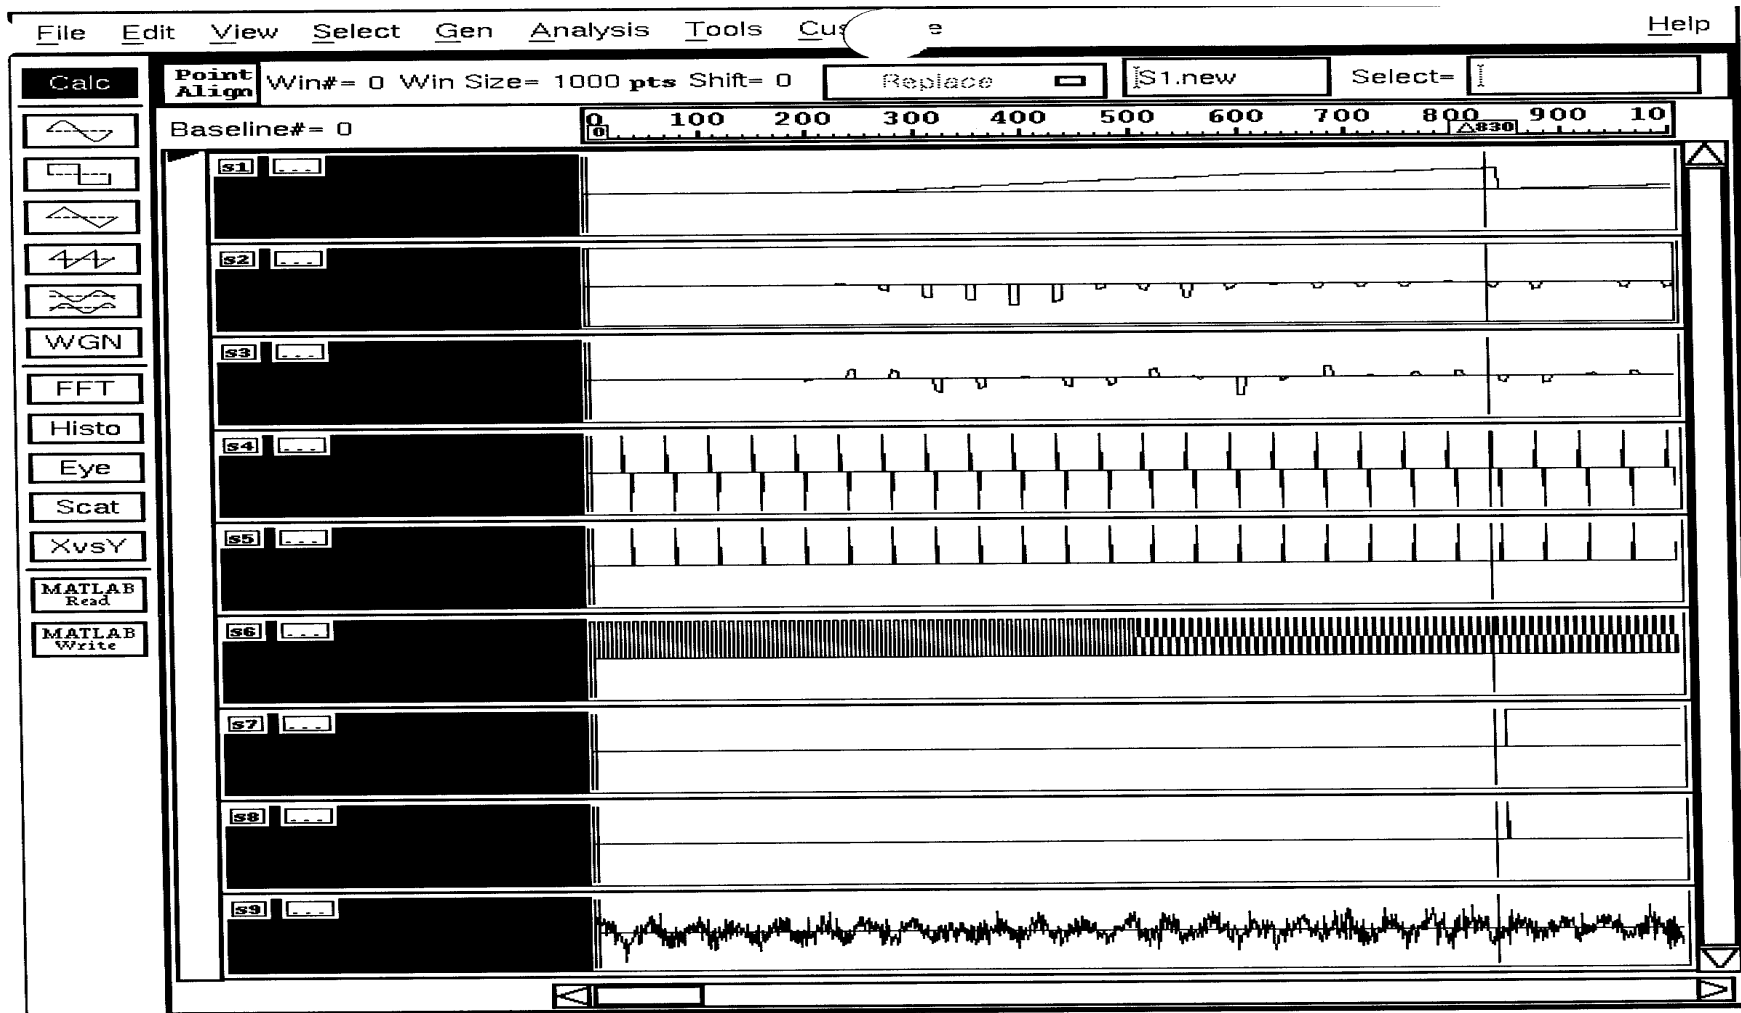 File Edit View Select Gen Analysis Tools Cus e Help
Calc
Point Align Win#= 0 Win Size= 1000 pts Shift= 0 Replace S1.new Select=
Baseline#= 0
0 100 200 300 400 500 600 700 800 900 10
0 △830
s1 ...
s2 ...
s3 ...
s4 ...
s5 ...
s6 ...
s7 ...
s8 ...
s9 ...
WGN
FFT
Histo
Eye
Scat
XvsY
MATLAB
Read
MATLAB
Write